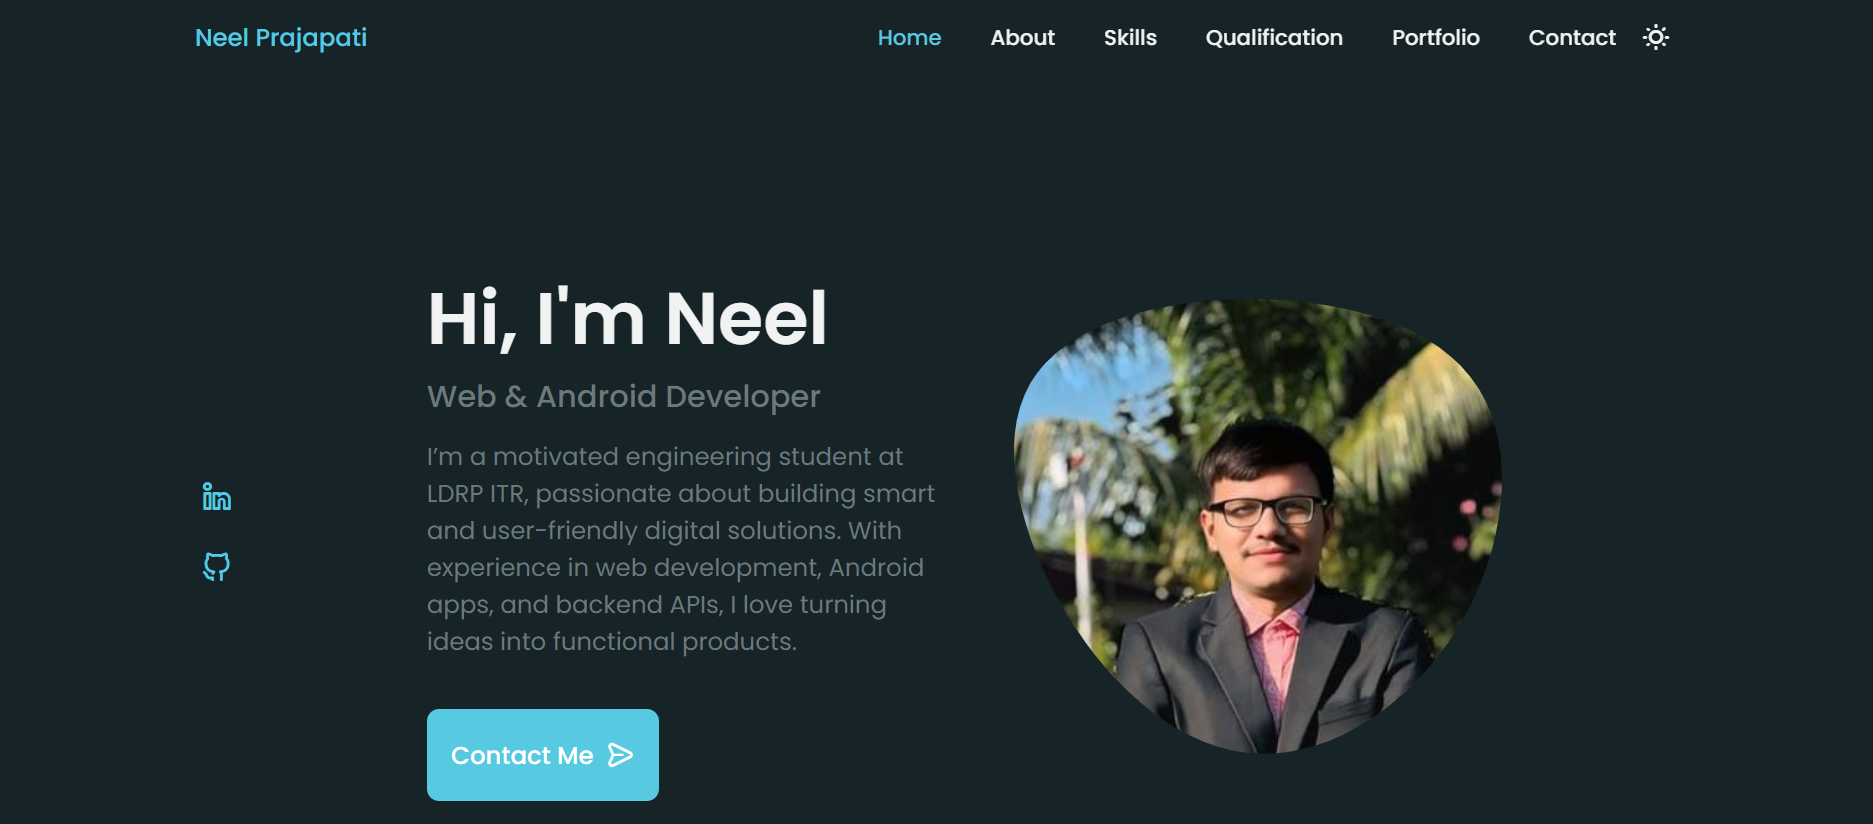 Neel Prajapati
Home About Skills Qualification Portfolio Contact
Hi, I'm Neel
Web & Android Developer
I’m a motivated engineering student at
LDRP ITR, passionate about building smart
and user-friendly digital solutions. With
experience in web development, Android
apps, and backend APIs, I love turning
ideas into functional products.
Contact Me